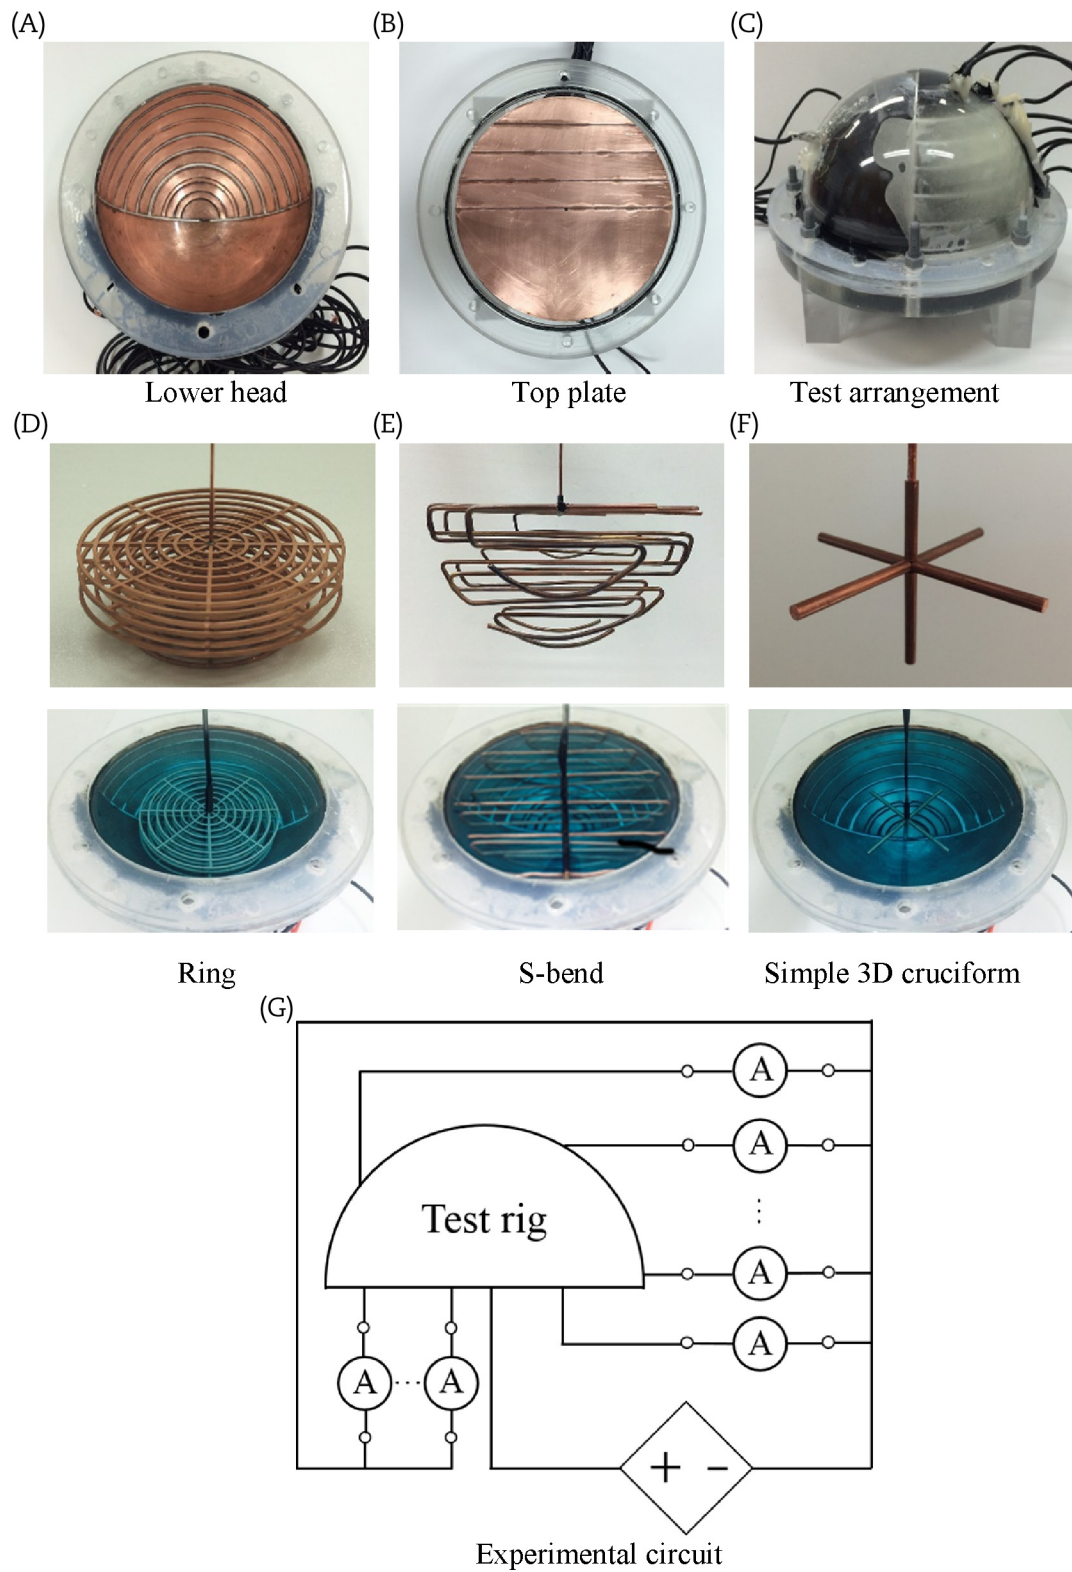 (A)
(B)
(C)
Lower head
Top plate
Test arrangement
(D)
(E)
(F)
Ring
S-bend
Simple 3D cruciform
(G)
A
A
Test rig
A
A
A A
+ -
Experimental circuit